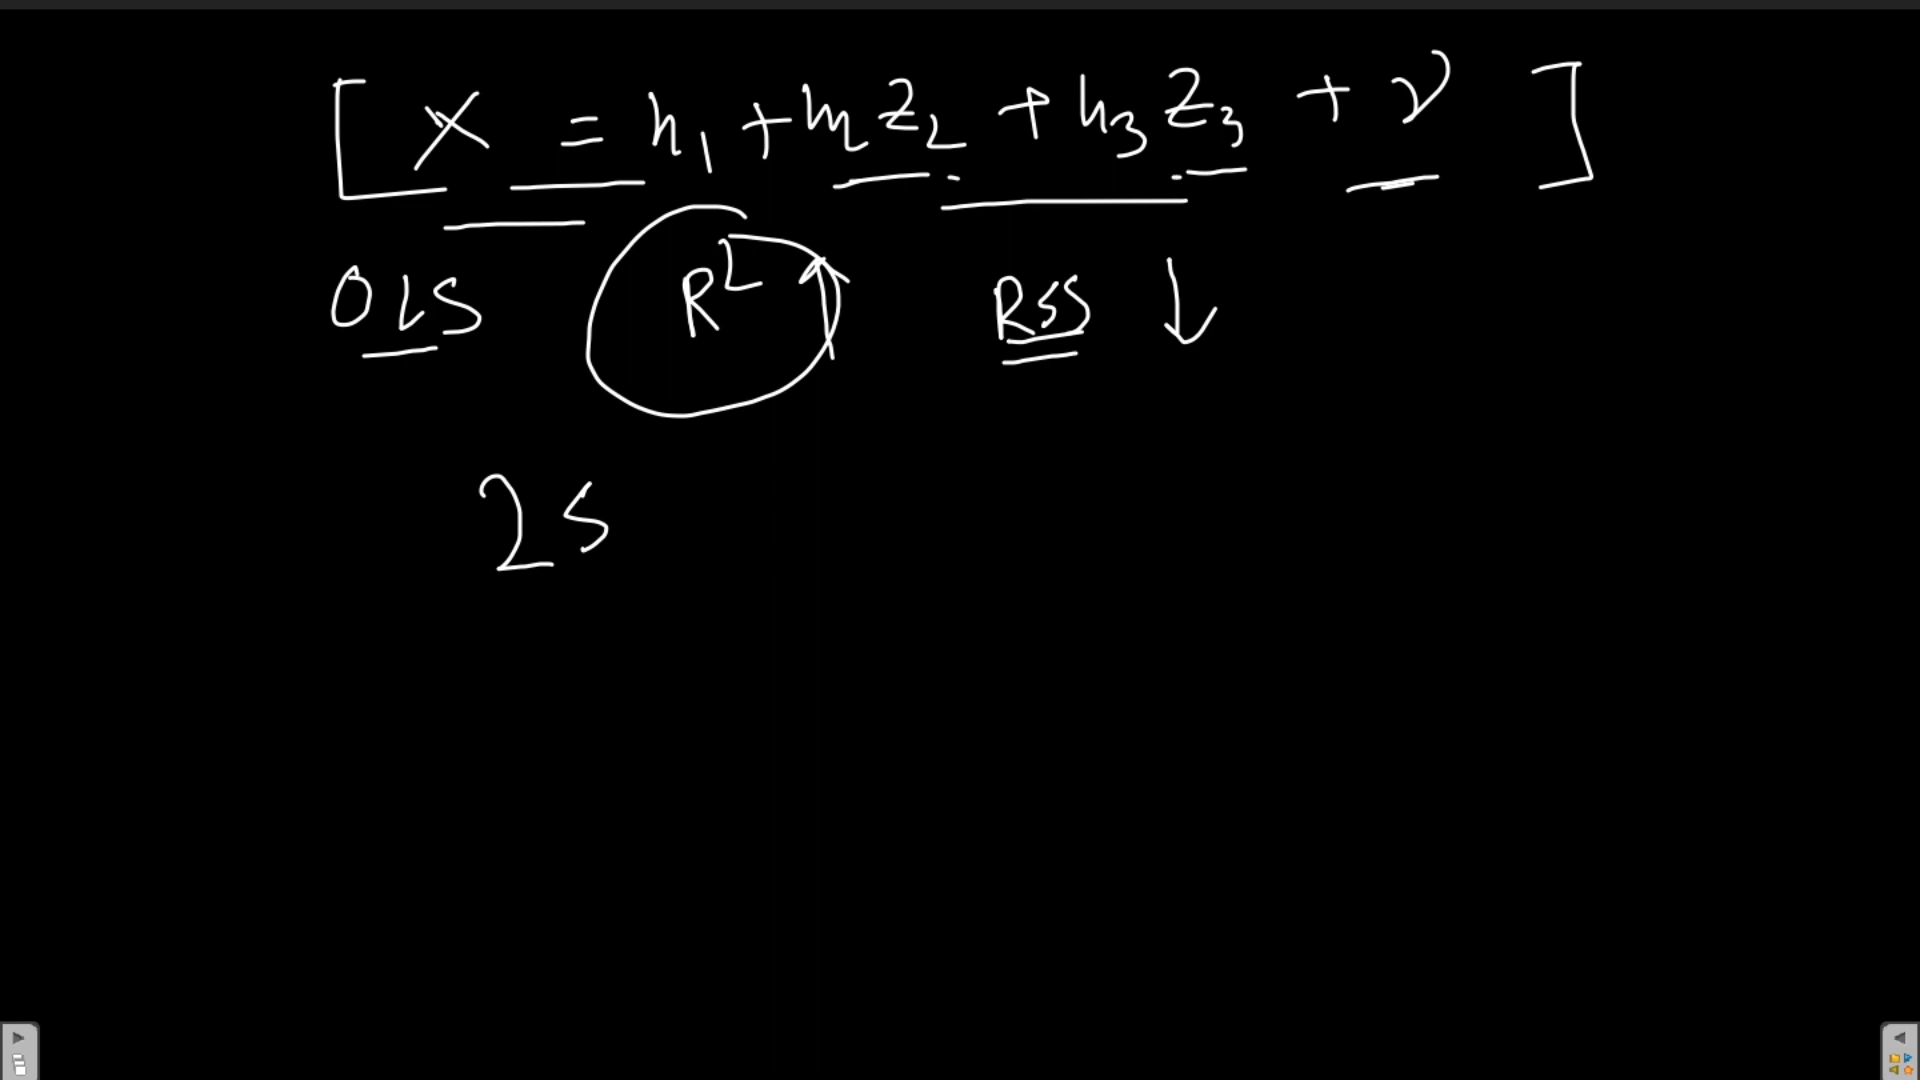 [ X = h₁ + h₂ z₂ + h₃ z₃ + ν ]
OLS R² ↑ RSS ↓
2S